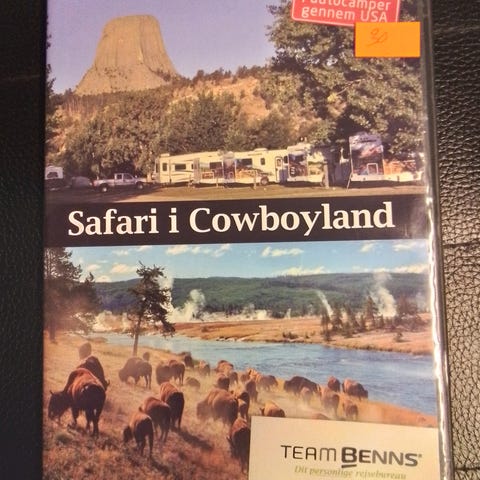 autocamper
gennem USA
30
Safari i Cowboyland
TEAM BENNS®
Dit personlige rejsebureau